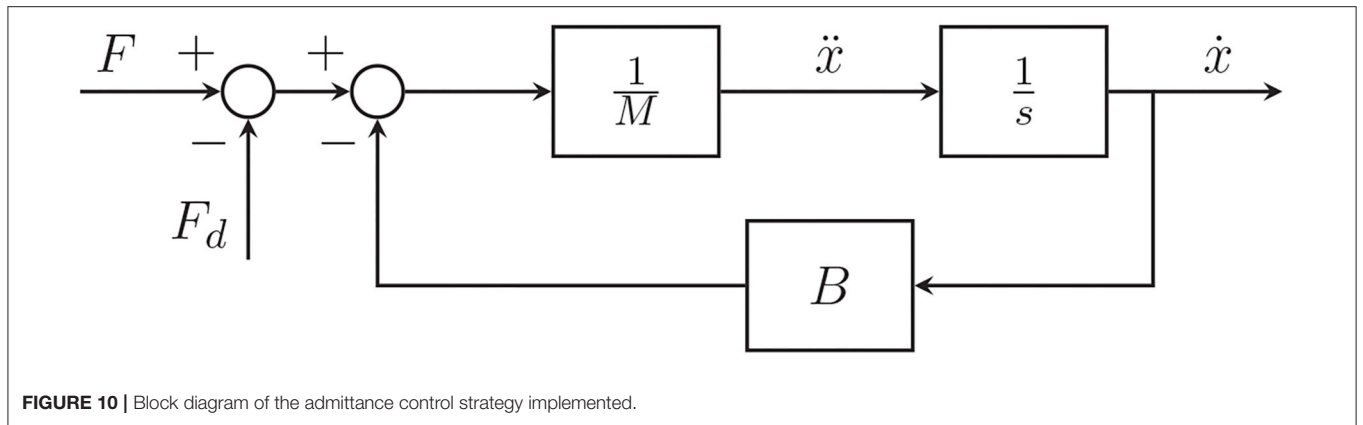 F + + 1/M ẍ 1/s ẋ
− −
F_d
B
FIGURE 10 | Block diagram of the admittance control strategy implemented.